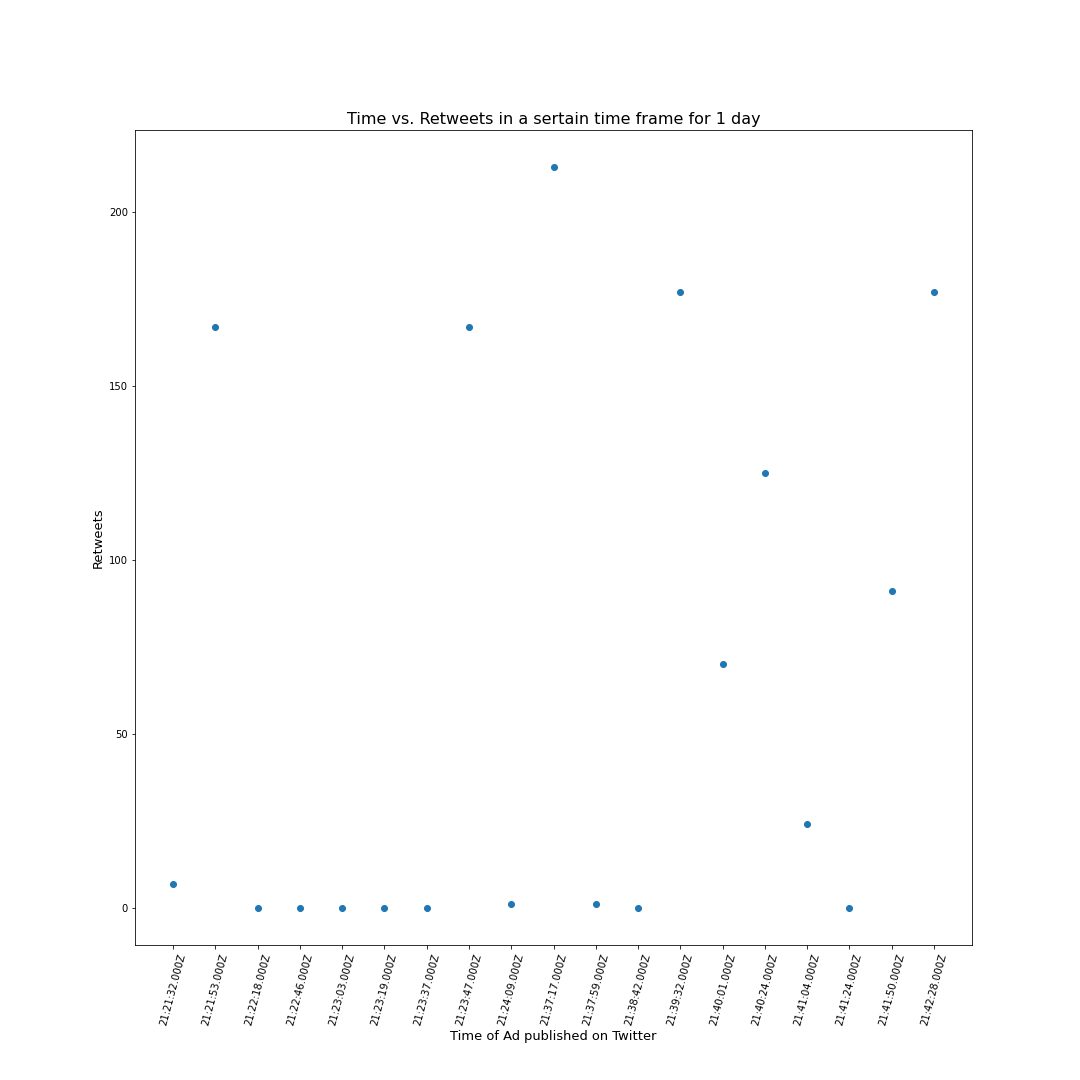 Time vs. Retweets in a sertain time frame for 1 day
Retweets
200
150
100
50
0
21:21:32.000Z
21:21:53.000Z
21:22:18.000Z
21:22:46.000Z
21:23:03.000Z
21:23:19.000Z
21:23:37.000Z
21:23:47.000Z
21:24:09.000Z
21:37:17.000Z
21:37:59.000Z
21:38:42.000Z
21:39:32.000Z
21:40:01.000Z
21:40:24.000Z
21:41:04.000Z
21:41:24.000Z
21:41:50.000Z
21:42:28.000Z
Time of Ad published on Twitter